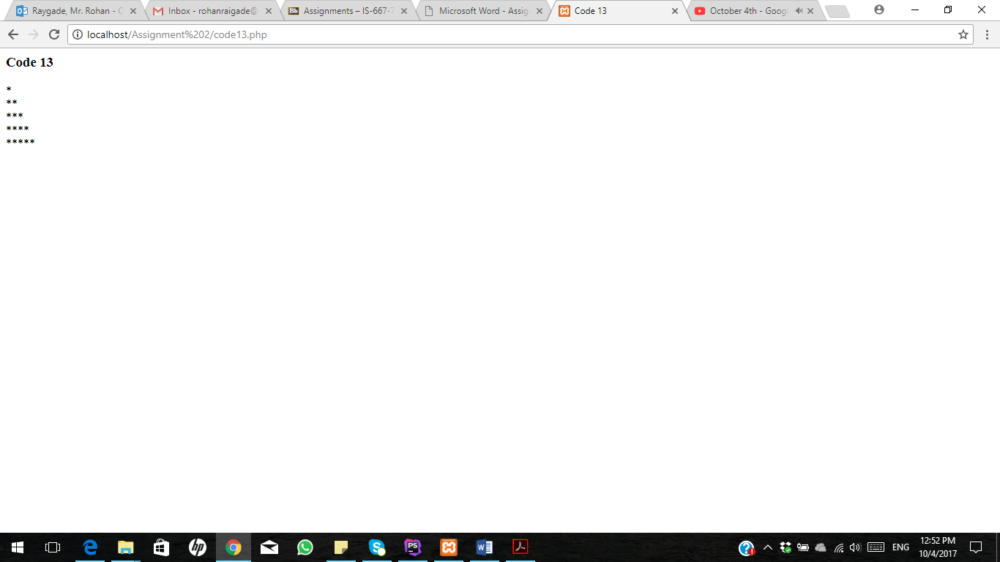 Raygade, Mr. Rohan - C
Inbox - rohanraigade@
Assignments – IS-667-7
Microsoft Word - Assig
Code 13
October 4th - Googl
localhost/Assignment%202/code13.php
Code 13
*
**
***
****
*****
ENG
12:52 PM
10/4/2017